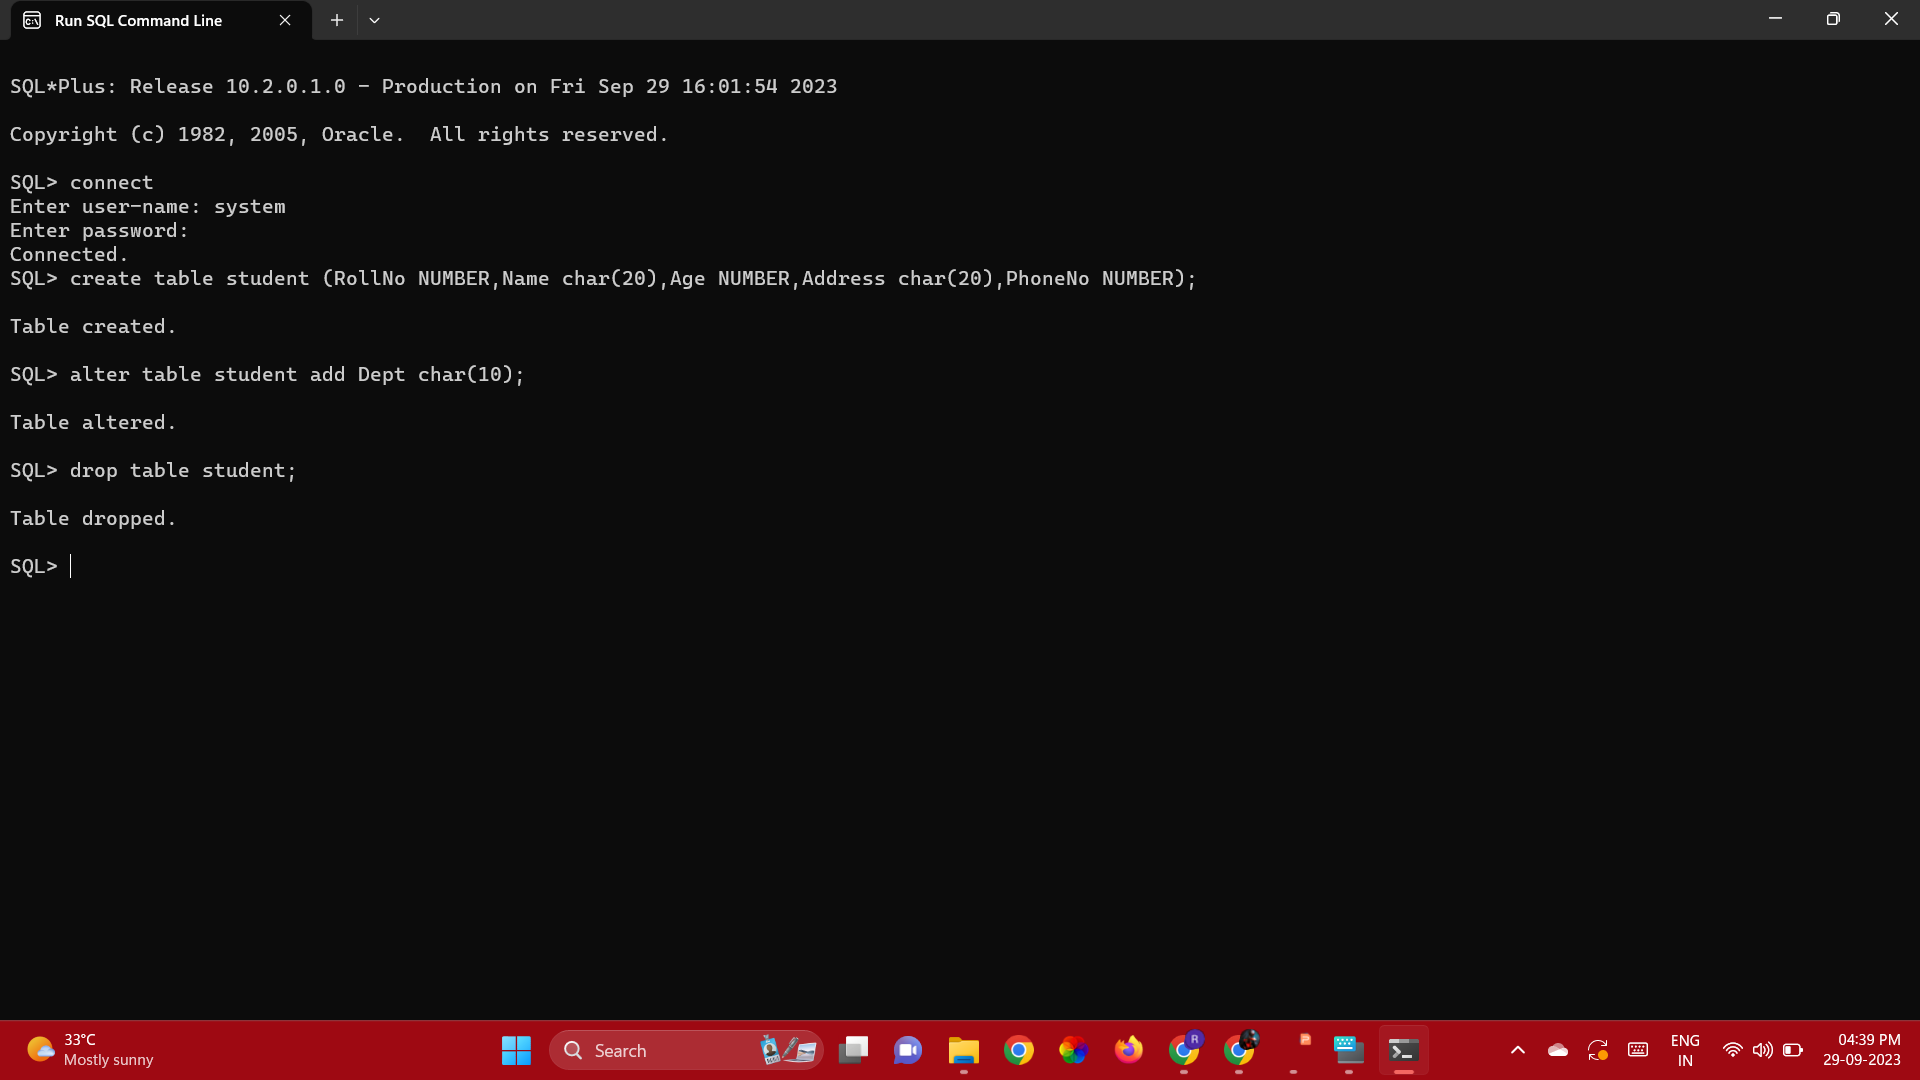 Run SQL Command Line
SQL*Plus: Release 10.2.0.1.0 - Production on Fri Sep 29 16:01:54 2023
Copyright (c) 1982, 2005, Oracle.  All rights reserved.
SQL> connect
Enter user-name: system
Enter password:
Connected.
SQL> create table student (RollNo NUMBER,Name char(20),Age NUMBER,Address char(20),PhoneNo NUMBER);
Table created.
SQL> alter table student add Dept char(10);
Table altered.
SQL> drop table student;
Table dropped.
SQL>
33°C
Mostly sunny
Search
R
ENG
IN
04:39 PM
29-09-2023